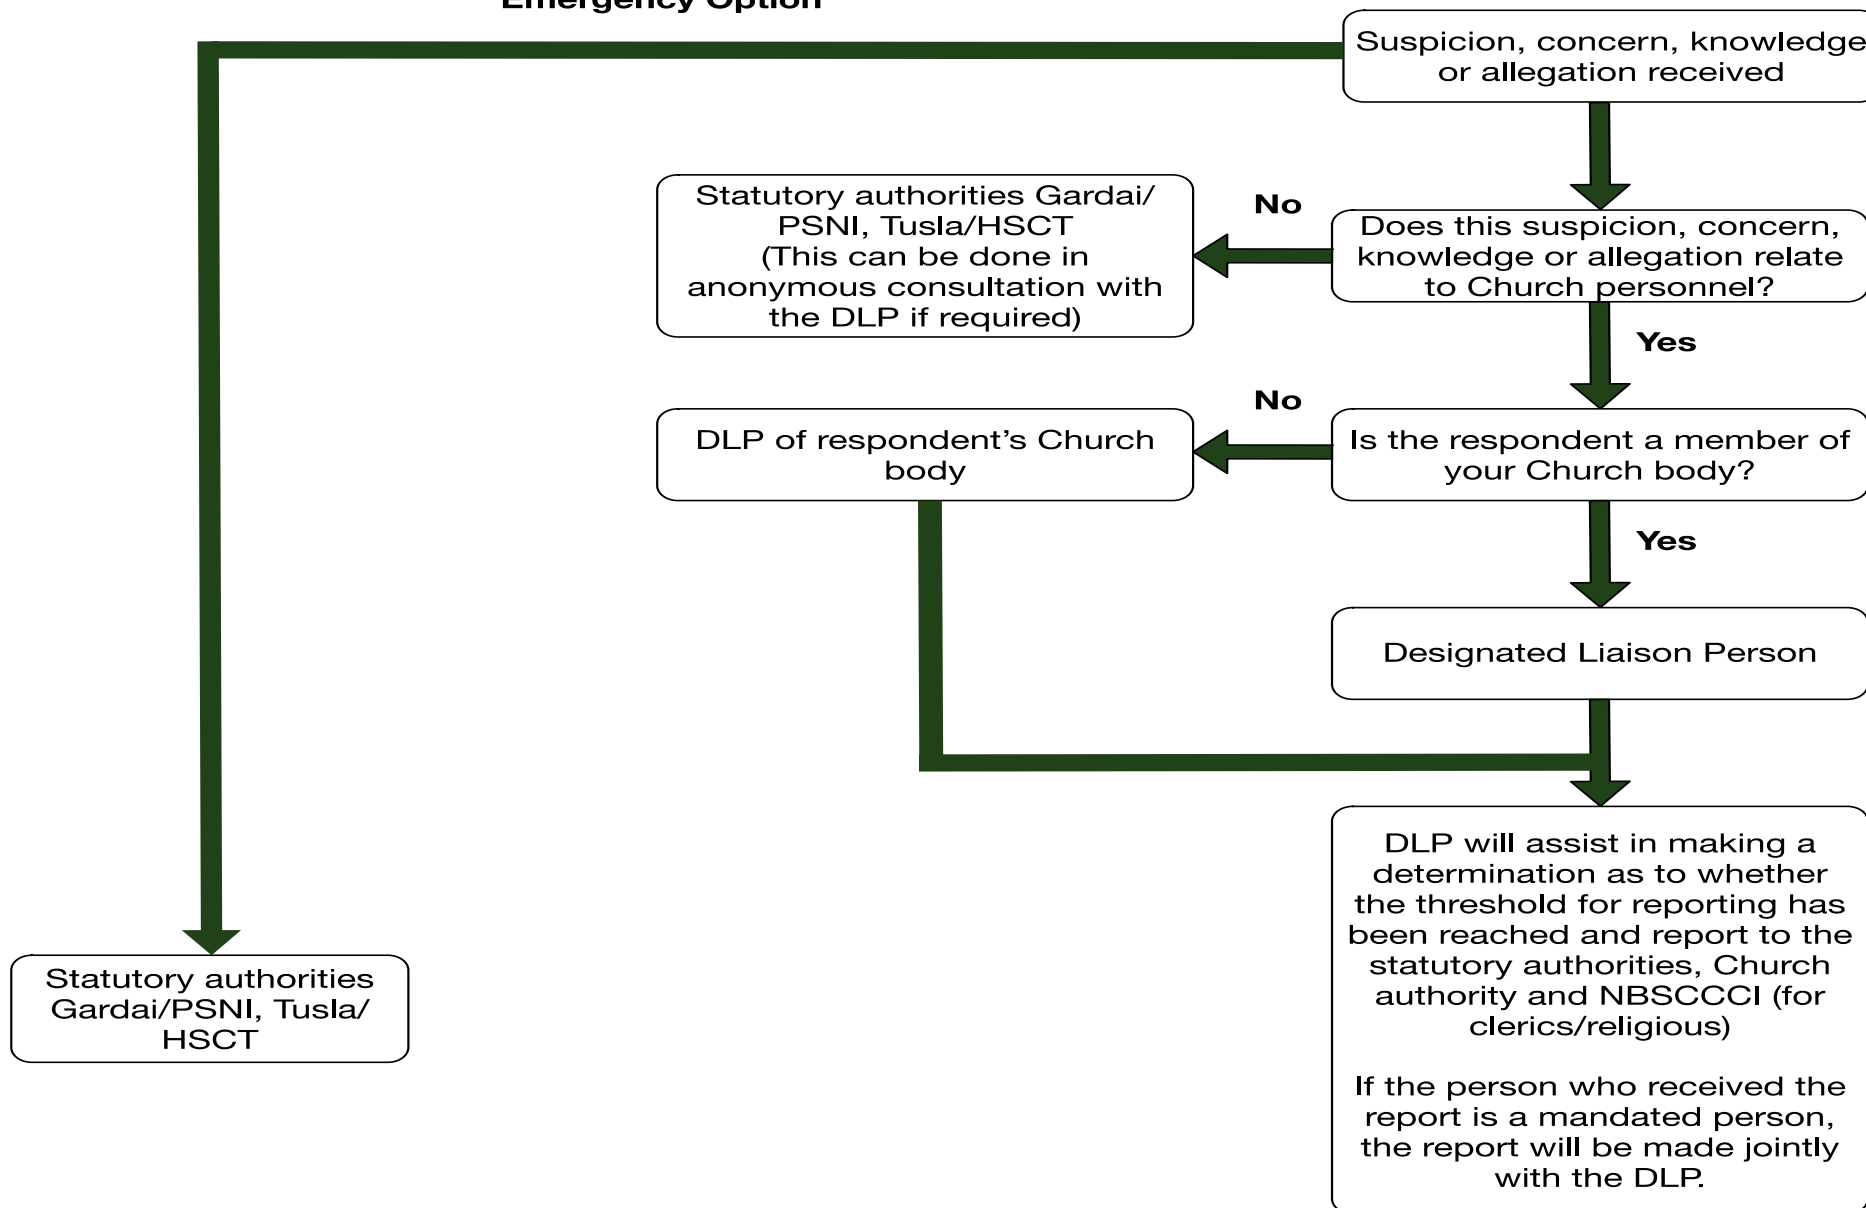 Emergency Option
Suspicion, concern, knowledge
or allegation received
Statutory authorities Gardai/
PSNI, Tusla/HSCT
(This can be done in
anonymous consultation with
the DLP if required)
No
Does this suspicion, concern,
knowledge or allegation relate
to Church personnel?
Yes
DLP of respondent’s Church
body
No
Is the respondent a member of
your Church body?
Yes
Designated Liaison Person
DLP will assist in making a
determination as to whether
the threshold for reporting has
been reached and report to the
statutory authorities, Church
authority and NBSCCCI (for
clerics/religious)
If the person who received the
report is a mandated person,
the report will be made jointly
with the DLP.
Statutory authorities
Gardai/PSNI, Tusla/
HSCT